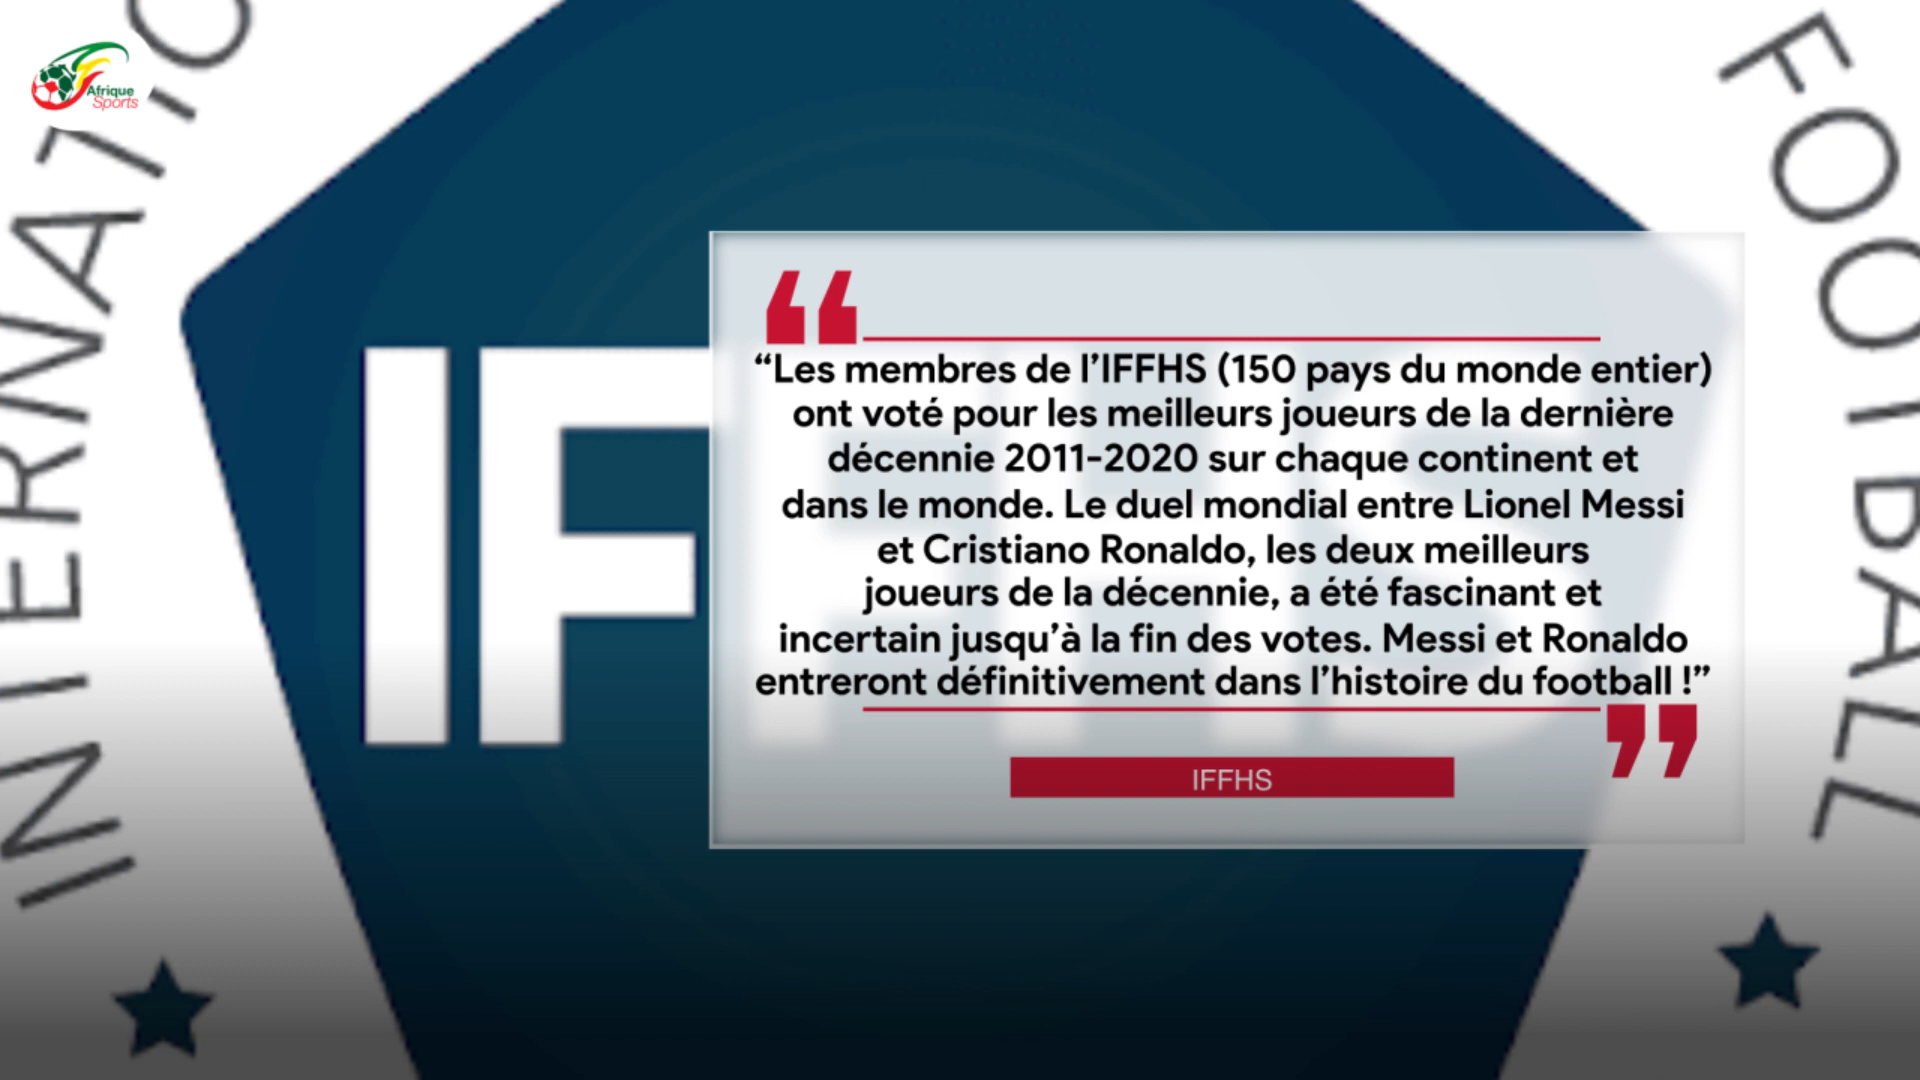 Afrique
Sports
INTERNATIO
FOOTBALL
IFFHS
“Les membres de l’IFFHS (150 pays du monde entier)
ont voté pour les meilleurs joueurs de la dernière
décennie 2011-2020 sur chaque continent et
dans le monde. Le duel mondial entre Lionel Messi
et Cristiano Ronaldo, les deux meilleurs
joueurs de la décennie, a été fascinant et
incertain jusqu’à la fin des votes. Messi et Ronaldo
entreront définitivement dans l’histoire du football !”
IFFHS